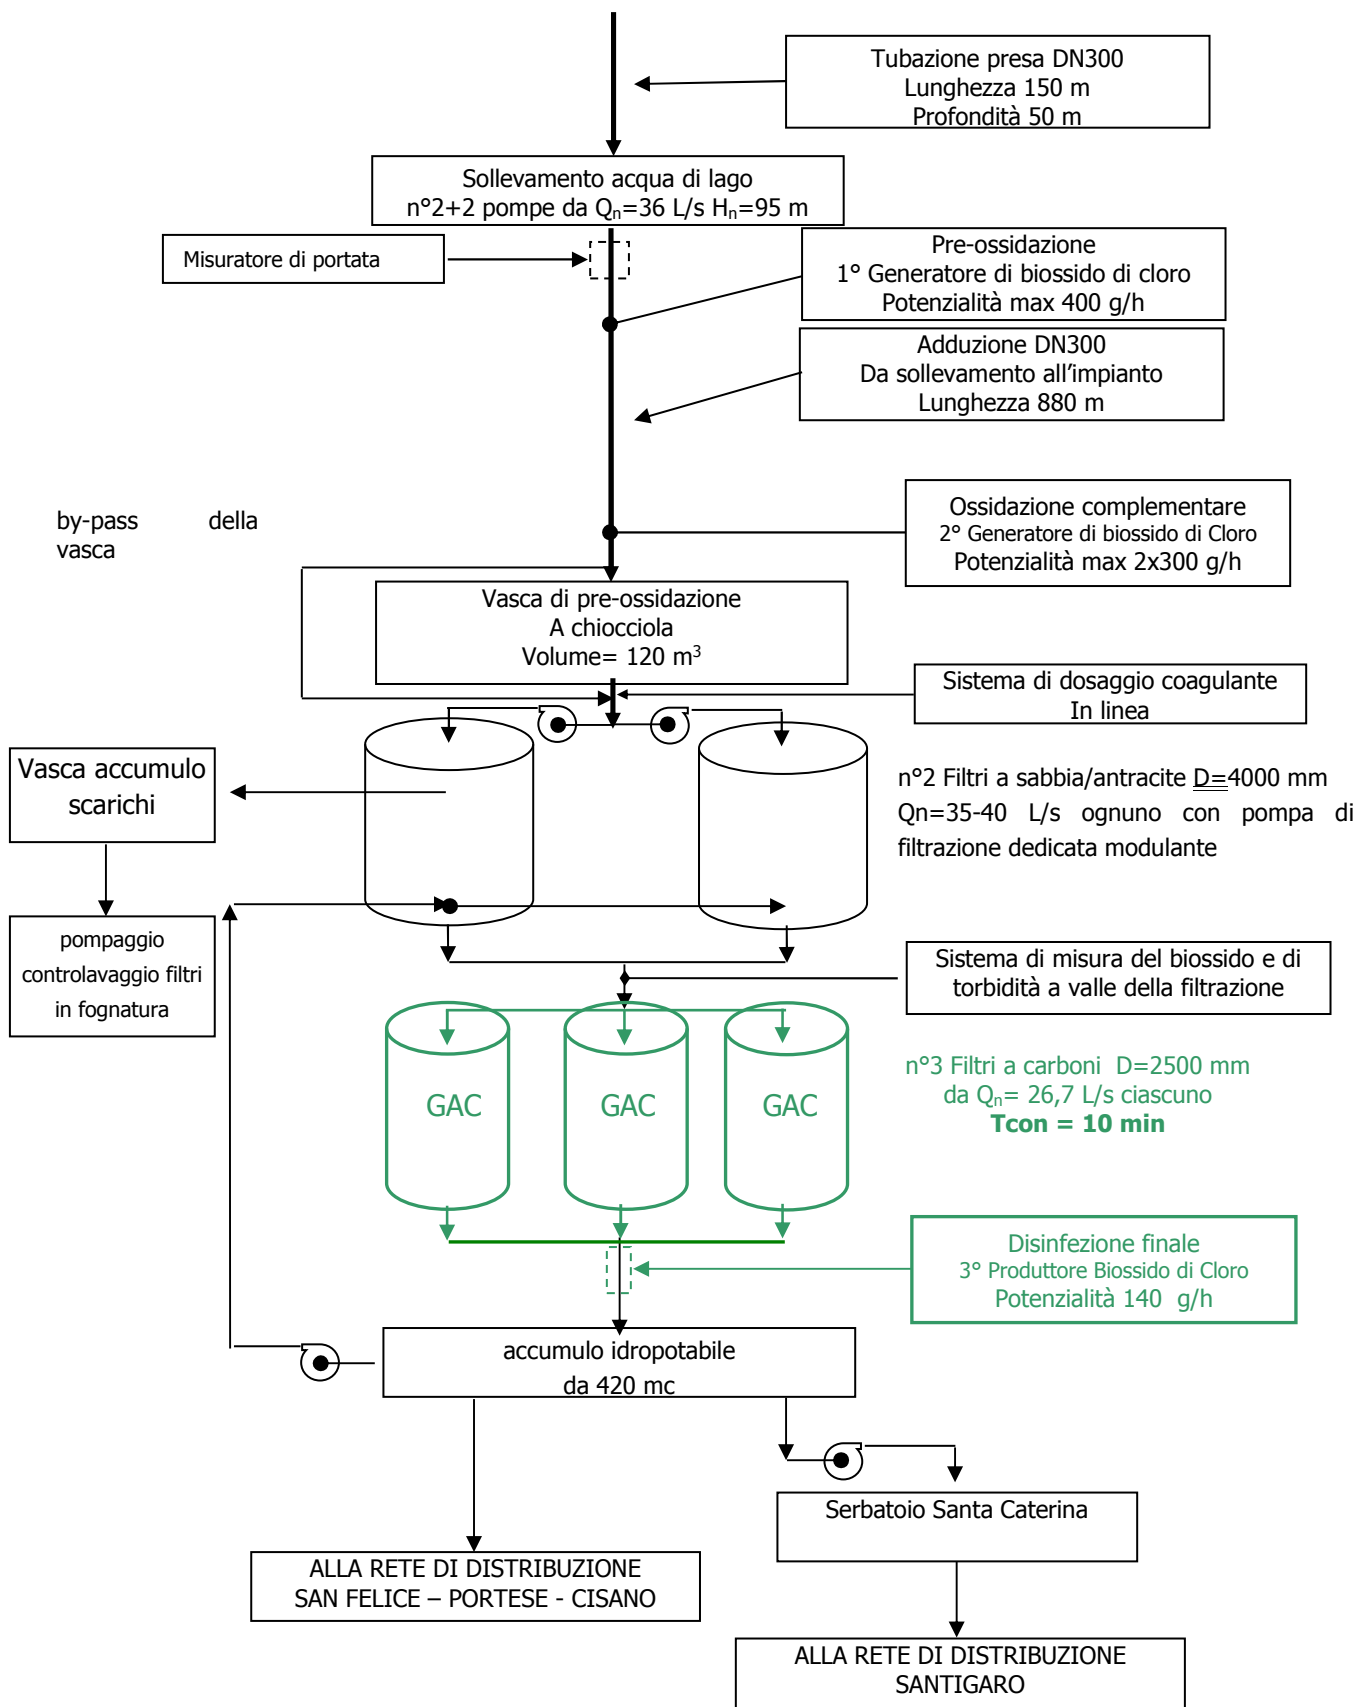 Tubazione presa DN300
Lunghezza 150 m
Profondità 50 m
Sollevamento acqua di lago
n°2+2 pompe da Qn=36 L/s Hn=95 m
Misuratore di portata
Pre-ossidazione
1° Generatore di biossido di cloro
Potenzialità max 400 g/h
Adduzione DN300
Da sollevamento all’impianto
Lunghezza 880 m
by-pass della
vasca
Ossidazione complementare
2° Generatore di biossido di Cloro
Potenzialità max 2x300 g/h
Vasca di pre-ossidazione
A chiocciola
Volume= 120 m³
Sistema di dosaggio coagulante
In linea
Vasca accumulo
scarichi
n°2 Filtri a sabbia/antracite D=4000 mm
Qn=35-40 L/s ognuno con pompa di
filtrazione dedicata modulante
pompaggio
controlavaggio filtri
in fognatura
Sistema di misura del biossido e di
torbidità a valle della filtrazione
GAC
GAC
GAC
n°3 Filtri a carboni D=2500 mm
da Qn= 26,7 L/s ciascuno
Tcon = 10 min
Disinfezione finale
3° Produttore Biossido di Cloro
Potenzialità 140 g/h
accumulo idropotabile
da 420 mc
Serbatoio Santa Caterina
ALLA RETE DI DISTRIBUZIONE
SAN FELICE – PORTESE - CISANO
ALLA RETE DI DISTRIBUZIONE
SANTIGARO